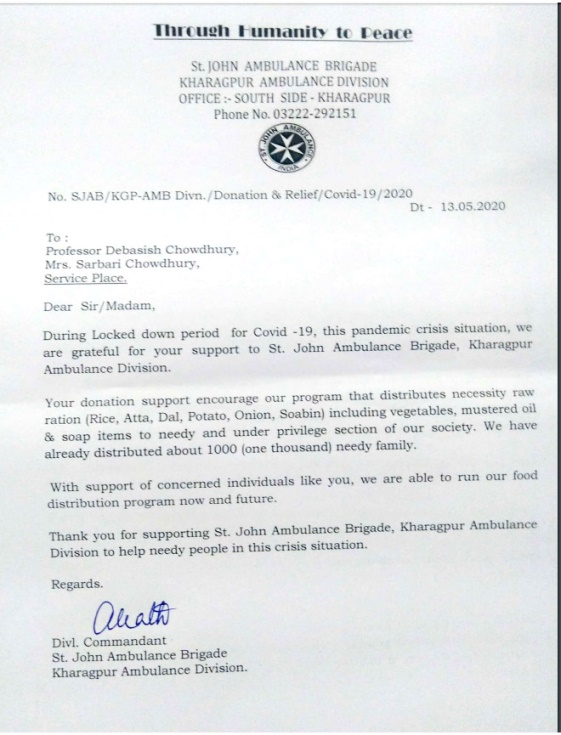 Through Humanity to Peace
St. JOHN AMBULANCE BRIGADE
KHARAGPUR AMBULANCE DIVISION
OFFICE :- SOUTH SIDE - KHARAGPUR
Phone No. 03222-292151
ST JOHN AMBULANCE
INDIA
No. SJAB/KGP-AMB Divn./Donation & Relief/Covid-19/2020
Dt - 13.05.2020
To :
Professor Debasish Chowdhury,
Mrs. Sarbari Chowdhury,
Service Place.
Dear Sir/Madam,
During Locked down period for Covid -19, this pandemic crisis situation, we
are grateful for your support to St. John Ambulance Brigade, Kharagpur
Ambulance Division.
Your donation support encourage our program that distributes necessity raw
ration (Rice, Atta, Dal, Potato, Onion, Soabin) including vegetables, mustered oil
& soap items to needy and under privilege section of our society. We have
already distributed about 1000 (one thousand) needy family.
With support of concerned individuals like you, we are able to run our food
distribution program now and future.
Thank you for supporting St. John Ambulance Brigade, Kharagpur Ambulance
Division to help needy people in this crisis situation.
Regards.
Divl. Commandant
St. John Ambulance Brigade
Kharagpur Ambulance Division.